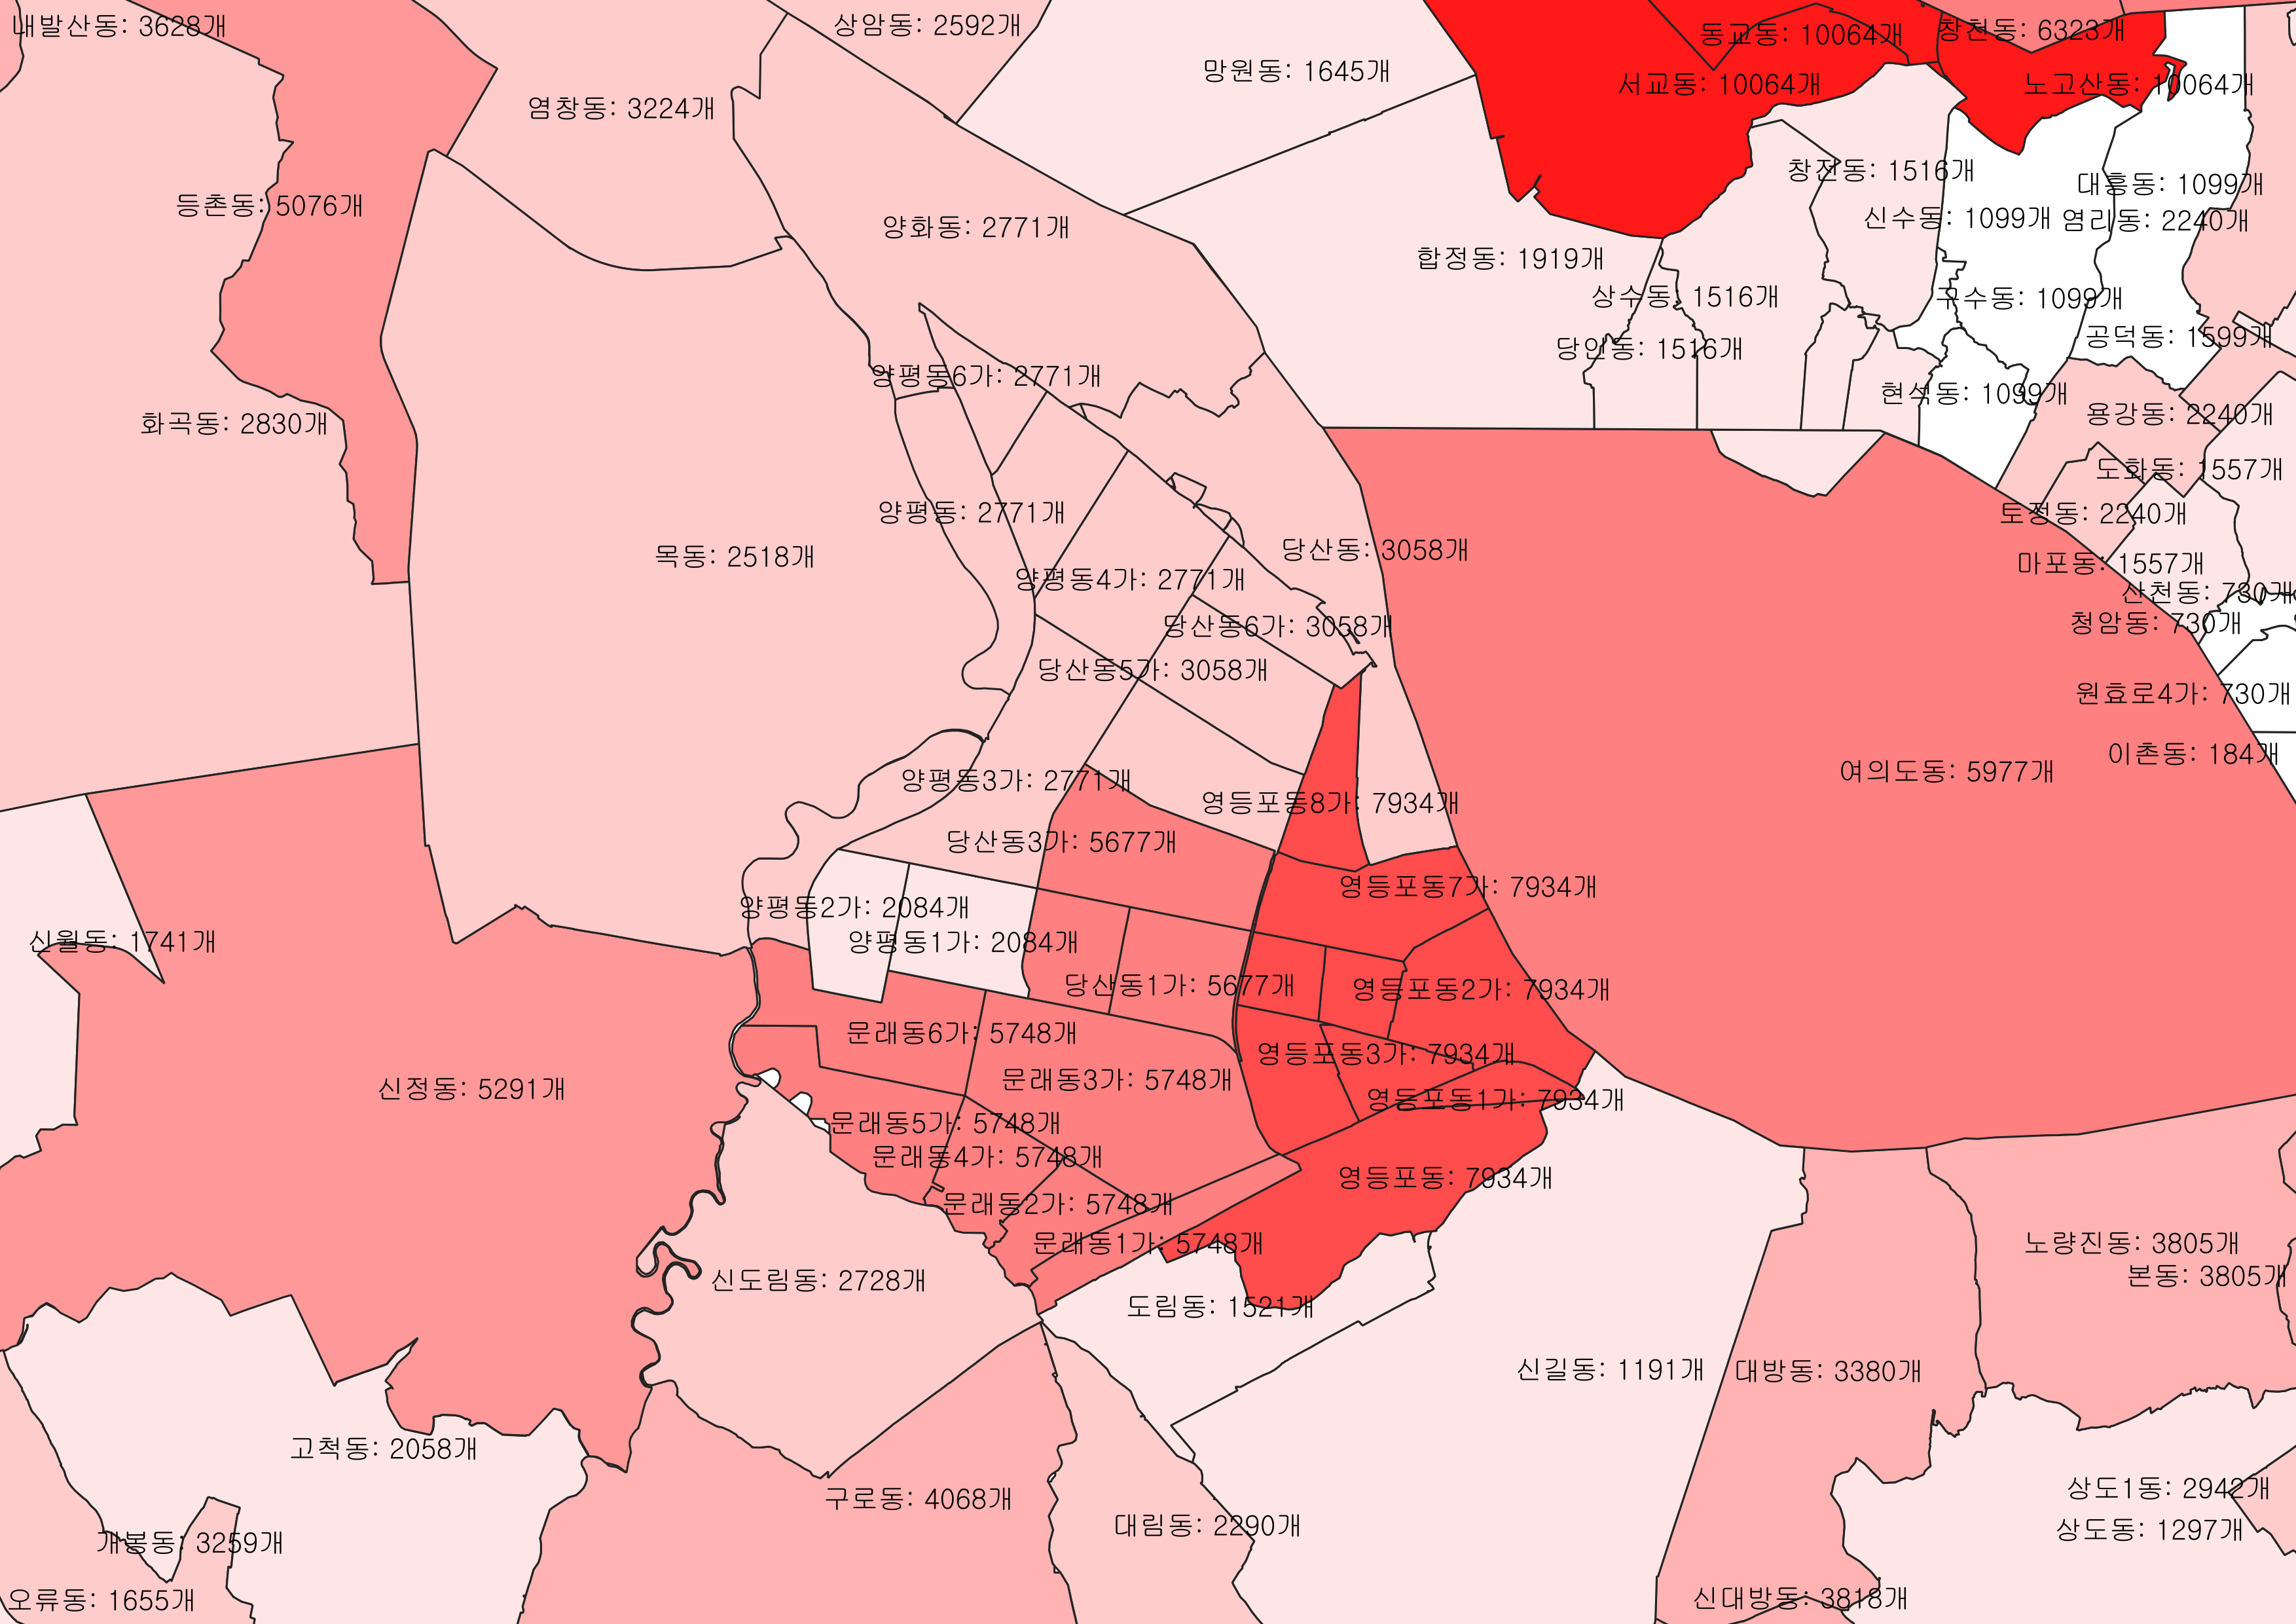 내발산동: 3628개
상암동: 2592개
동교동: 10064개
창천동: 6323개
망원동: 1645개
서교동: 10064개
노고산동: 10064개
염창동: 3224개
창전동: 1516개
대흥동: 1099개
등촌동: 5076개
신수동: 1099개
염리동: 2240개
양화동: 2771개
합정동: 1919개
상수동: 1516개
구수동: 1099개
공덕동: 1599개
당인동: 1516개
양평동6가: 2771개
현석동: 1099개
용강동: 2240개
화곡동: 2830개
도화동: 1557개
양평동: 2771개
토정동: 2240개
당산동: 3058개
목동: 2518개
마포동: 1557개
양평동4가: 2771개
산천동: 730개
청암동: 730개
당산동6가: 3058개
당산동5가: 3058개
원효로4가: 730개
이촌동: 184개
여의도동: 5977개
양평동3가: 2771개
영등포동8가: 7934개
당산동3가: 5677개
영등포동7가: 7934개
양평동2가: 2084개
신월동: 1741개
양평동1가: 2084개
당산동1가: 5677개
영등포동2가: 7934개
문래동6가: 5748개
영등포동3가: 7934개
문래동3가: 5748개
신정동: 5291개
영등포동1가: 7934개
문래동5가: 5748개
문래동4가: 5748개
영등포동: 7934개
문래동2가: 5748개
문래동1가: 5748개
노량진동: 3805개
본동: 3805개
신도림동: 2728개
도림동: 1521개
신길동: 1191개
대방동: 3380개
고척동: 2058개
구로동: 4068개
상도1동: 2942개
대림동: 2290개
상도동: 1297개
개봉동: 3259개
오류동: 1655개
신대방동: 3818개